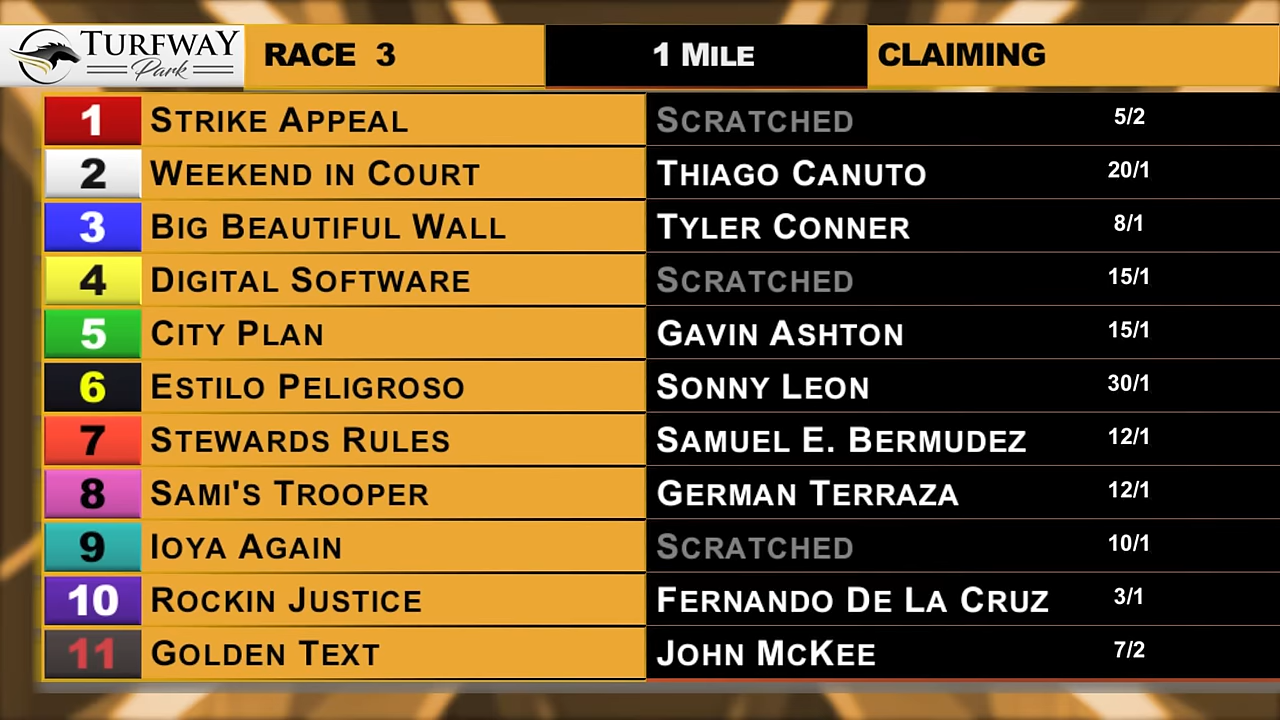 TURFWAY Park RACE 3 1 MILE CLAIMING
1 STRIKE APPEAL SCRATCHED 5/2
2 WEEKEND IN COURT THIAGO CANUTO 20/1
3 BIG BEAUTIFUL WALL TYLER CONNER 8/1
4 DIGITAL SOFTWARE SCRATCHED 15/1
5 CITY PLAN GAVIN ASHTON 15/1
6 ESTILO PELIGROSO SONNY LEON 30/1
7 STEWARDS RULES SAMUEL E. BERMUDEZ 12/1
8 SAMI'S TROOPER GERMAN TERRAZA 12/1
9 IOYA AGAIN SCRATCHED 10/1
10 ROCKIN JUSTICE FERNANDO DE LA CRUZ 3/1
11 GOLDEN TEXT JOHN MCKEE 7/2